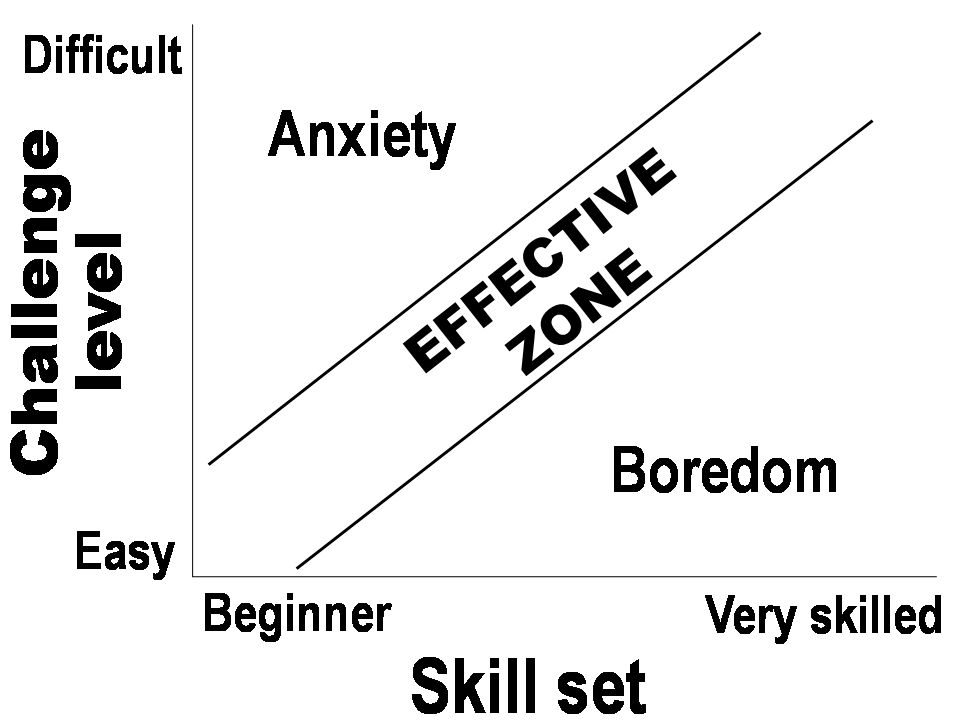 Difficult
Anxiety
Challenge
level
EFFECTIVE
ZONE
Boredom
Easy
Beginner
Very skilled
Skill set